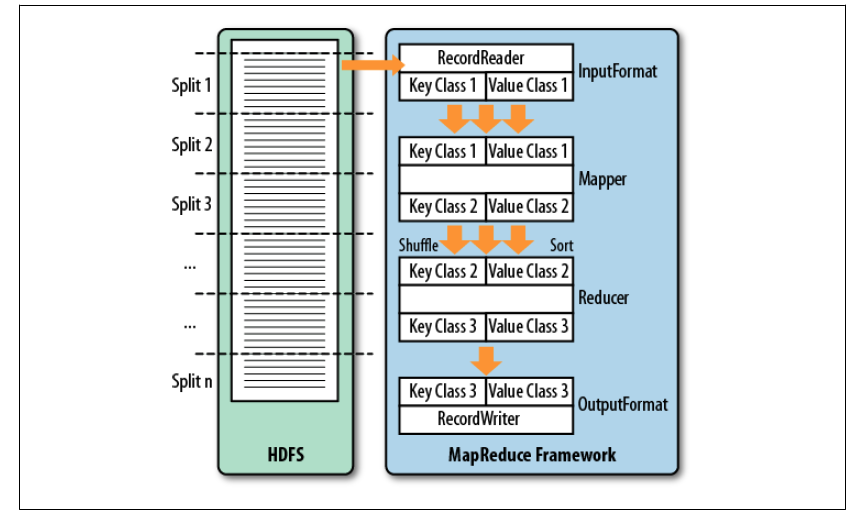 Split 1
Split 2
Split 3
...
...
Split n
HDFS
RecordReader
Key Class 1 Value Class 1
InputFormat
Key Class 1 Value Class 1
Mapper
Key Class 2 Value Class 2
Shuffle Sort
Key Class 2 Value Class 2
Reducer
Key Class 3 Value Class 3
Key Class 3 Value Class 3
OutputFormat
RecordWriter
MapReduce Framework